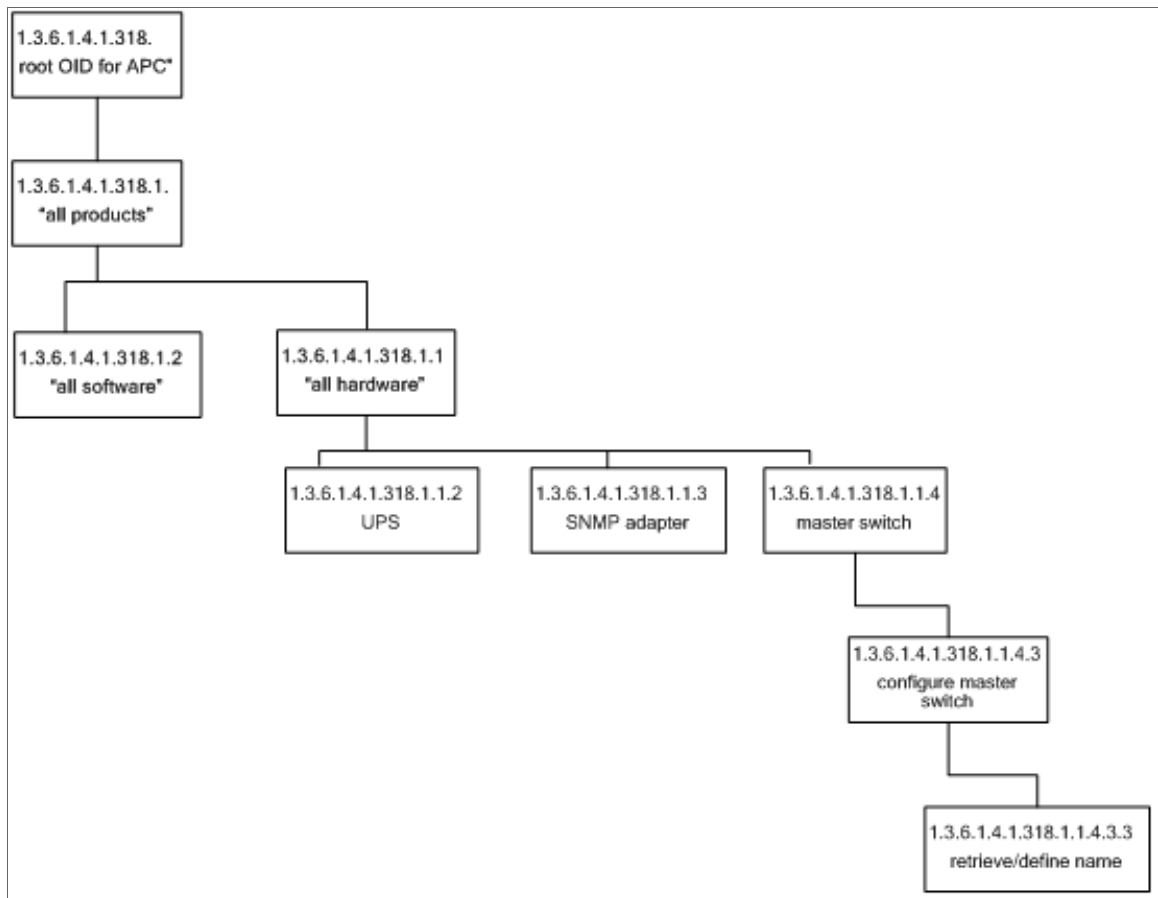 1.3.6.1.4.1.318.
root OID for APC"
1.3.6.1.4.1.318.1.
"all products"
1.3.6.1.4.1.318.1.2
"all software"
1.3.6.1.4.1.318.1.1
"all hardware"
1.3.6.1.4.1.318.1.1.2
UPS
1.3.6.1.4.1.318.1.1.3
SNMP adapter
1.3.6.1.4.1.318.1.1.4
master switch
1.3.6.1.4.1.318.1.1.4.3
configure master
switch
1.3.6.1.4.1.318.1.1.4.3.3
retrieve/define name